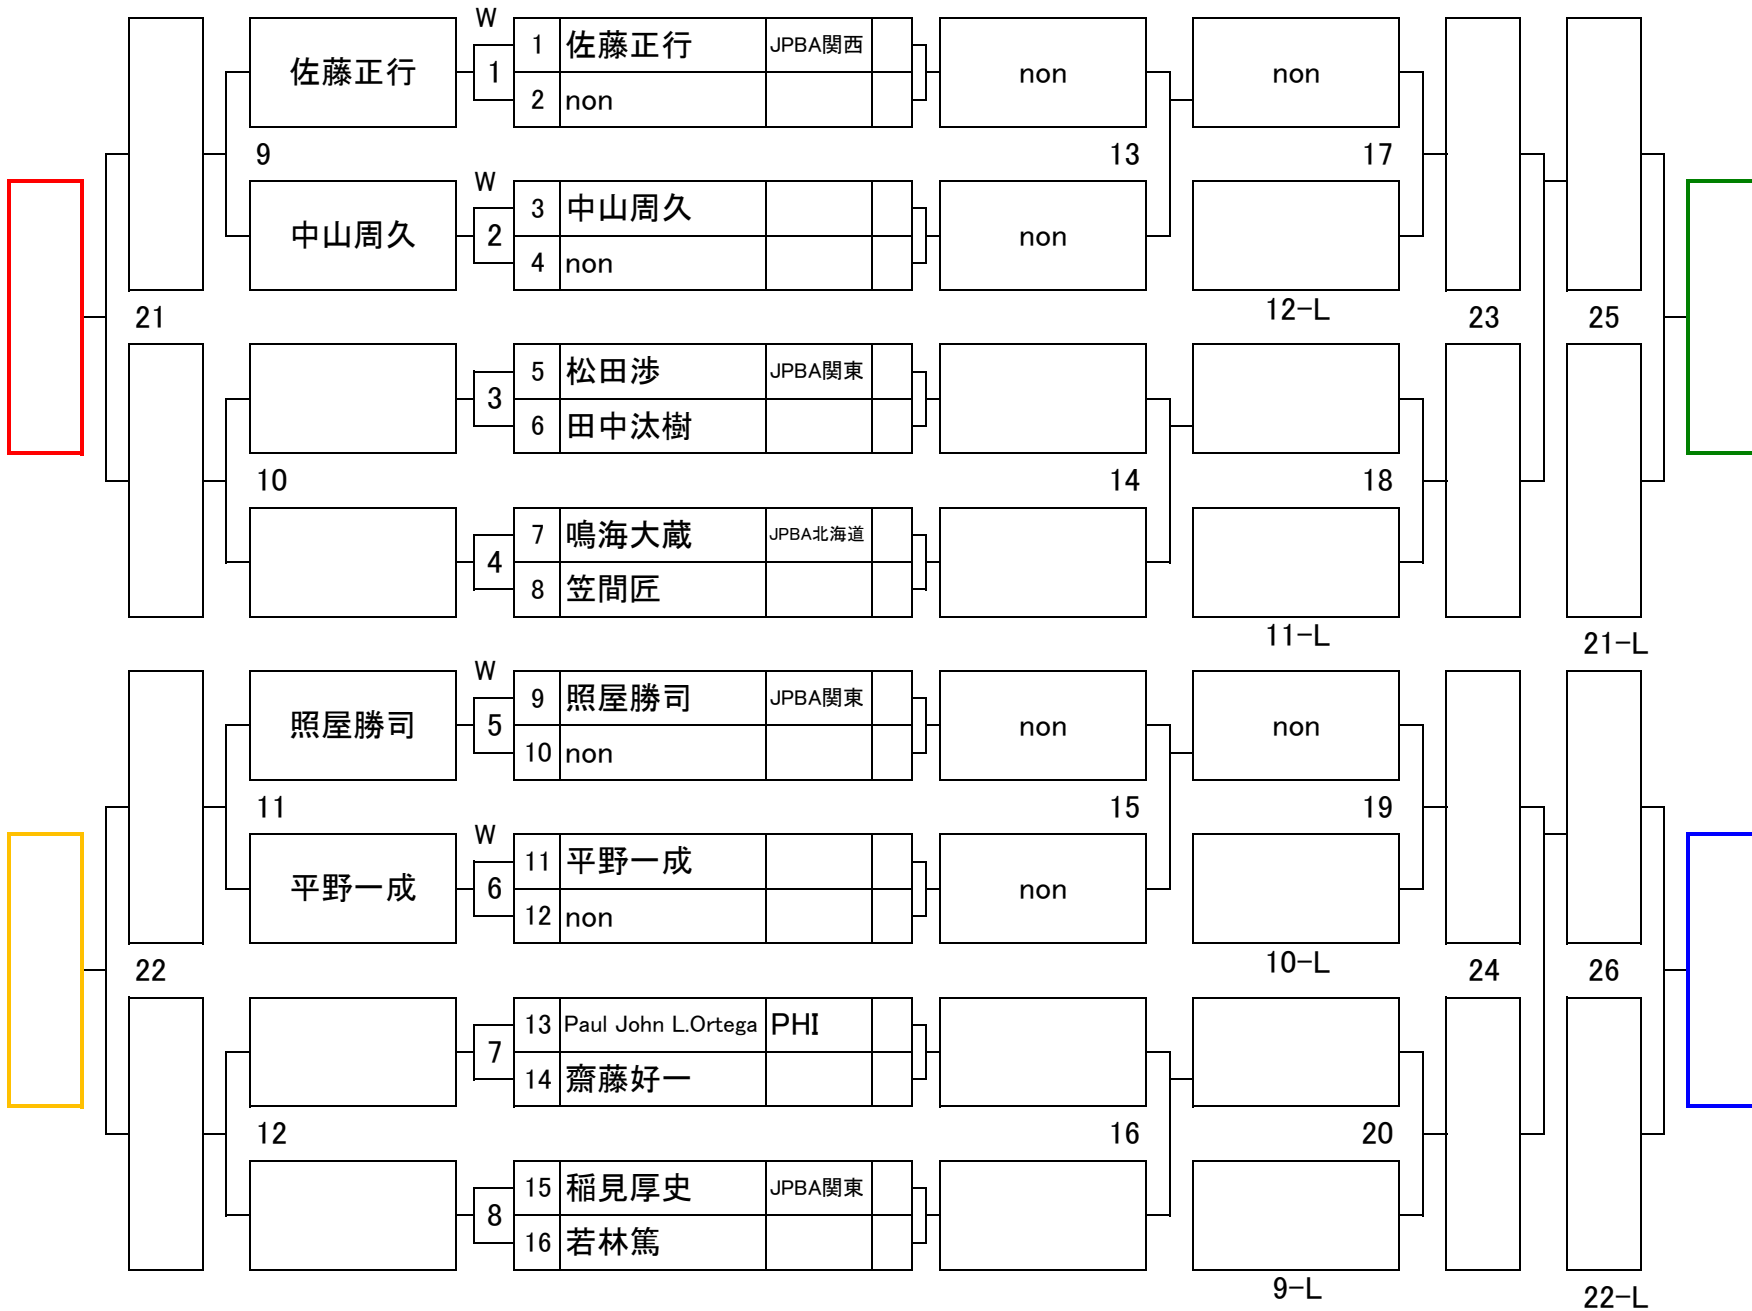 W
佐藤正行 1 1 佐藤正行 JPBA関西 non non
2 non
9 13 17
W
中山周久 2 3 中山周久 non
4 non
12-L
21 23 25
3 5 松田渉 JPBA関東
6 田中汰樹
10 14 18
4 7 鳴海大蔵 JPBA北海道
8 笠間匠
11-L
21-L
W
照屋勝司 5 9 照屋勝司 JPBA関東 non non
10 non
11 15 19
W
平野一成 6 11 平野一成 non
12 non
10-L
22 24 26
7 13 Paul John L.Ortega PHI
14 齋藤好一
12 16 20
8 15 稲見厚史 JPBA関東
16 若林篤
9-L
22-L